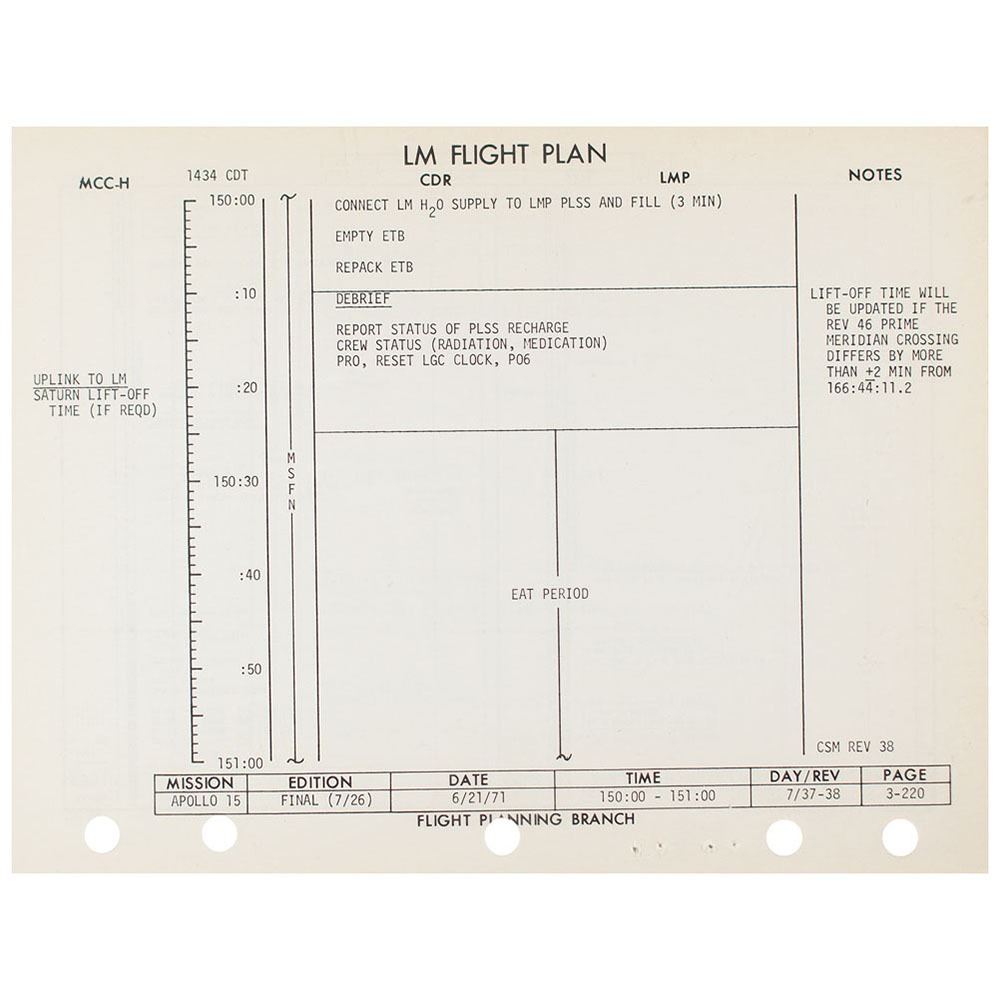 LM FLIGHT PLAN
MCC-H
1434 CDT
CDR
LMP
NOTES
150:00
CONNECT LM H2O SUPPLY TO LMP PLSS AND FILL (3 MIN)
EMPTY ETB
REPACK ETB
:10
DEBRIEF
REPORT STATUS OF PLSS RECHARGE
CREW STATUS (RADIATION, MEDICATION)
PRO, RESET LGC CLOCK, P06
LIFT-OFF TIME WILL
BE UPDATED IF THE
REV 46 PRIME
MERIDIAN CROSSING
DIFFERS BY MORE
THAN ±2 MIN FROM
166:44:11.2
UPLINK TO LM
SATURN LIFT-OFF
TIME (IF REQD)
:20
M
S
F
N
150:30
:40
EAT PERIOD
:50
151:00
CSM REV 38
MISSION EDITION DATE TIME DAY/REV PAGE
APOLLO 15 FINAL (7/26) 6/21/71 150:00 - 151:00 7/37-38 3-220
FLIGHT PLANNING BRANCH